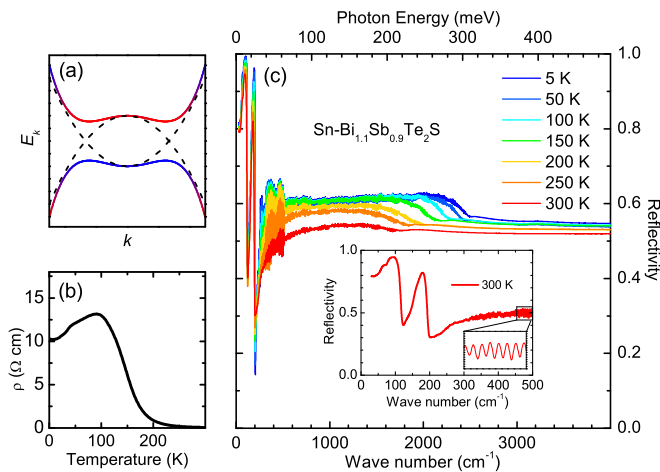 Photon Energy (meV)
0 100 200 300 400
(a)
E_k
k
(c)
Sn-Bi1.1Sb0.9Te2S
5 K
50 K
100 K
150 K
200 K
250 K
300 K
1.0
0.8
0.6
0.4
0.2
0.0
Reflectivity
(b)
15
10
5
0
ρ (Ω cm)
0 100 200
Temperature (K)
1.0
0.5
0.0
Reflectivity
300 K
0 100 200 300 400 500
Wave number (cm-1)
0 1000 2000 3000
Wave number (cm-1)